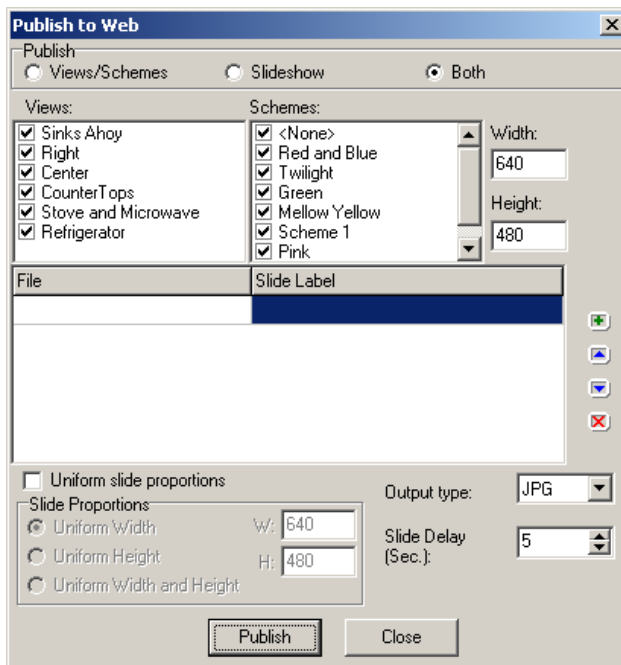 Publish to Web
Publish
Views/Schemes Slideshow Both
Views: Schemes:
Sinks Ahoy <None> Width:
Right Red and Blue
Center Twilight 640
CounterTops Green
Stove and Microwave Mellow Yellow Height:
Refrigerator Scheme 1 480
Pink
File Slide Label
Uniform slide proportions Output type: JPG
Slide Proportions
Uniform Width W: 640
Uniform Height H: 480
Slide Delay (Sec.): 5
Uniform Width and Height
Publish Close